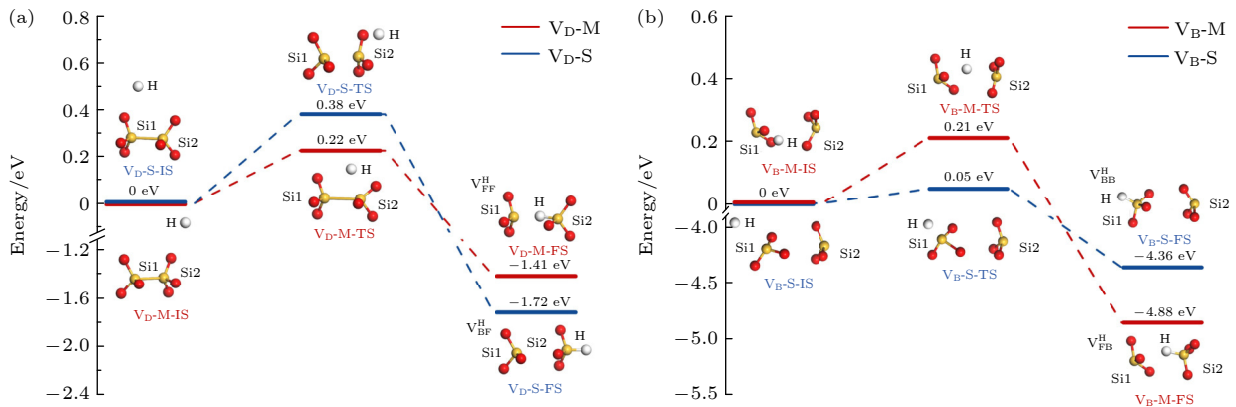 (a)
Energy/eV
0.8
0.6
0.4
0.2
0
−1.2
−1.6
−2.0
−2.4
V_D-M
V_D-S
H
Si1
Si2
V_D-S-IS
0 eV
H
Si1
Si2
V_D-M-IS
Si1
Si2
H
V_D-S-TS
0.38 eV
0.22 eV
H
Si1
Si2
V_D-M-TS
V^H_FF
Si1
H
Si2
V_D-M-FS
−1.41 eV
−1.72 eV
V^H_BF
Si1
Si2
H
V_D-S-FS
(b)
Energy/eV
0.6
0.4
0.2
0
−4.0
−4.5
−5.0
−5.5
V_B-M
V_B-S
Si1
H
Si2
V_B-M-IS
0 eV
H
Si1
Si2
V_B-S-IS
H
Si1
Si2
V_B-M-TS
0.21 eV
0.05 eV
H
Si1
Si2
V_B-S-TS
V^H_BB
H
Si1
Si2
V_B-S-FS
−4.36 eV
−4.88 eV
V^H_FB
H
Si1
Si2
V_B-M-FS